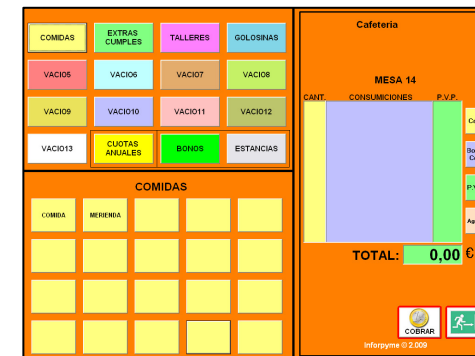 COMIDAS
EXTRAS
CUMPLES
TALLERES
GOLOSINAS
VACIO5
VACIO6
VACIO7
VACIO8
VACIO9
VACIO10
VACIO11
VACIO12
VACIO13
CUOTAS
ANUALES
BONOS
ESTANCIAS
COMIDAS
COMIDA
MERIENDA
Cafeteria
MESA 14
CANT.
CONSUMICIONES
P.V.P.
TOTAL:
0,00 €
COBRAR
Inforpyme © 2.009